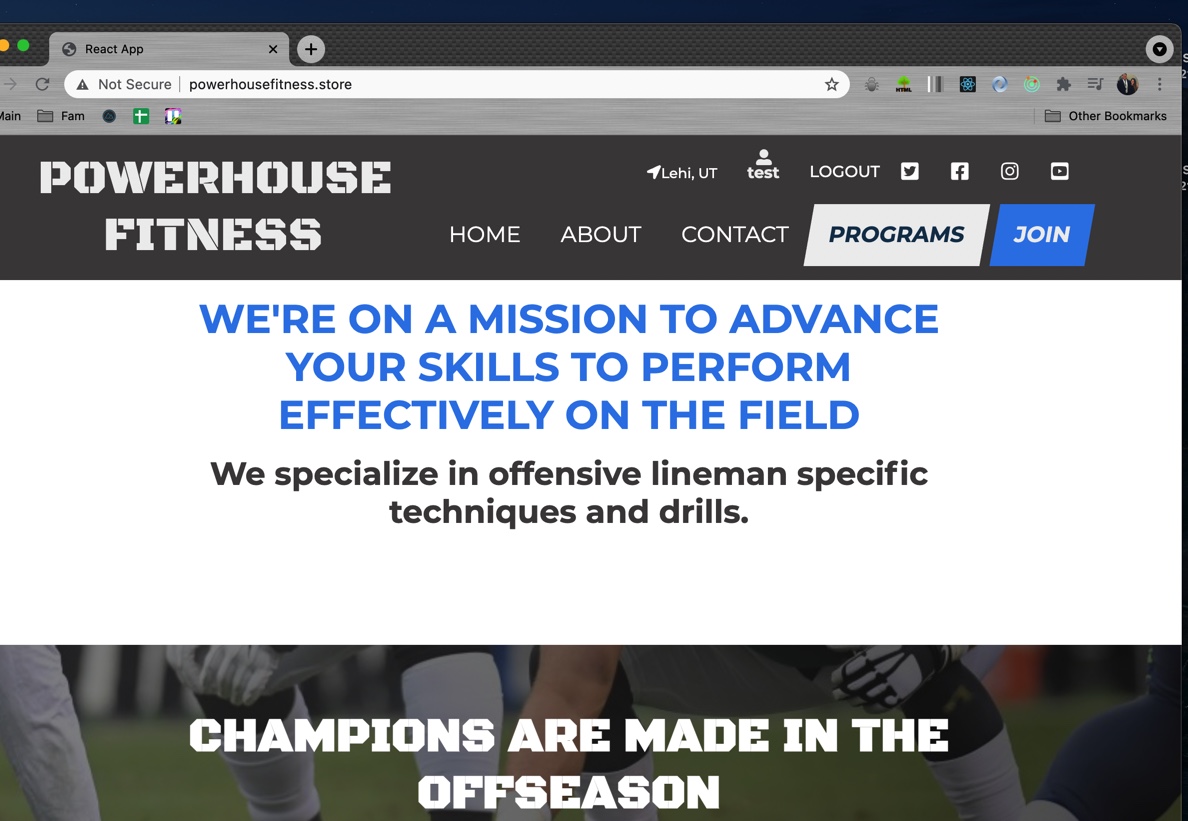 React App
Not Secure
powerhousefitness.store
HTML
Main
Fam
Other Bookmarks
POWERHOUSE
FITNESS
Lehi, UT
test
LOGOUT
HOME
ABOUT
CONTACT
PROGRAMS
JOIN
WE'RE ON A MISSION TO ADVANCE
YOUR SKILLS TO PERFORM
EFFECTIVELY ON THE FIELD
We specialize in offensive lineman specific
techniques and drills.
CHAMPIONS ARE MADE IN THE
OFFSEASON